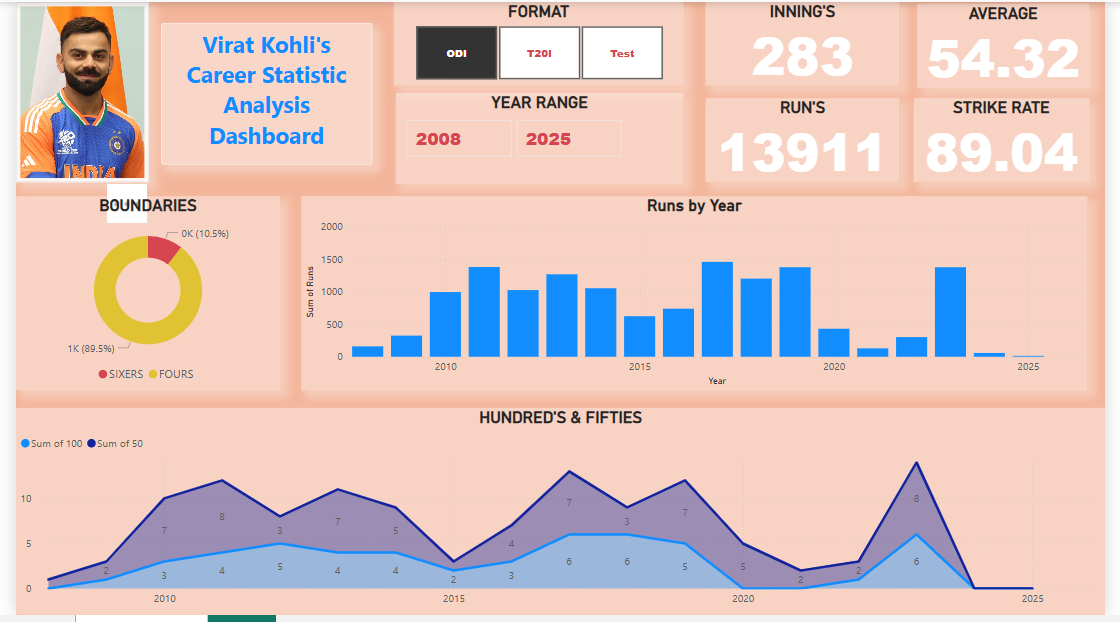 Virat Kohli's
Career Statistic
Analysis
Dashboard
INDIA
FORMAT
ODI T20I Test
YEAR RANGE
2008 2025
INNING'S
283
AVERAGE
54.32
RUN'S
13911
STRIKE RATE
89.04
BOUNDARIES
0K (10.5%)
1K (89.5%)
SIXERS FOURS
Runs by Year
Sum of Runs
2000
1500
1000
500
0
2010 2015 2020 2025
Year
HUNDRED'S & FIFTIES
Sum of 100 Sum of 50
10
5
0
2 7 8 3 7 5 4 7 3 7 5 2 2 8
3 4 5 4 4 2 3 6 6 5 6
2010 2015 2020 2025